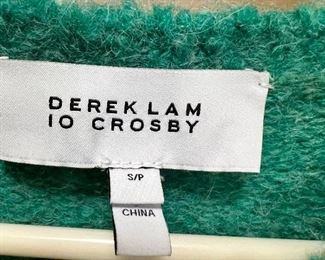 DEREK LAM
10 CROSBY
S/P
CHINA